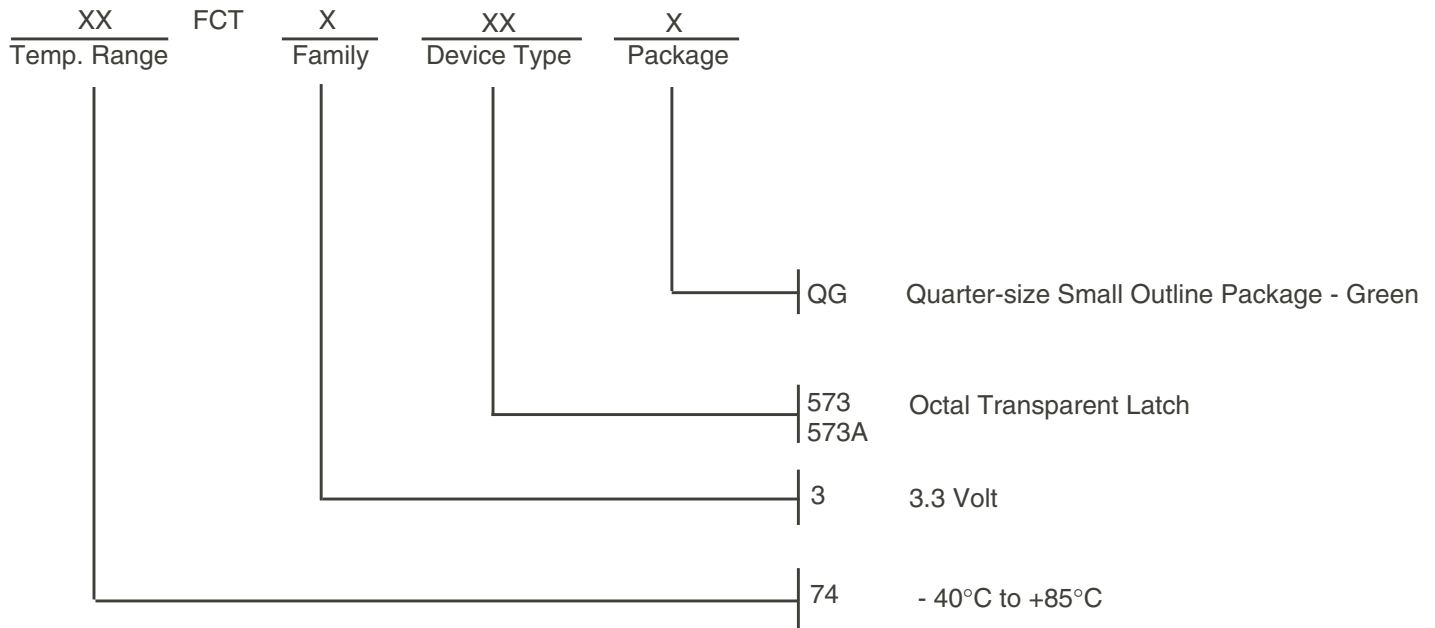 XX FCT X XX X
Temp. Range Family Device Type Package
QG Quarter-size Small Outline Package - Green
573 Octal Transparent Latch
573A
3 3.3 Volt
74 - 40°C to +85°C